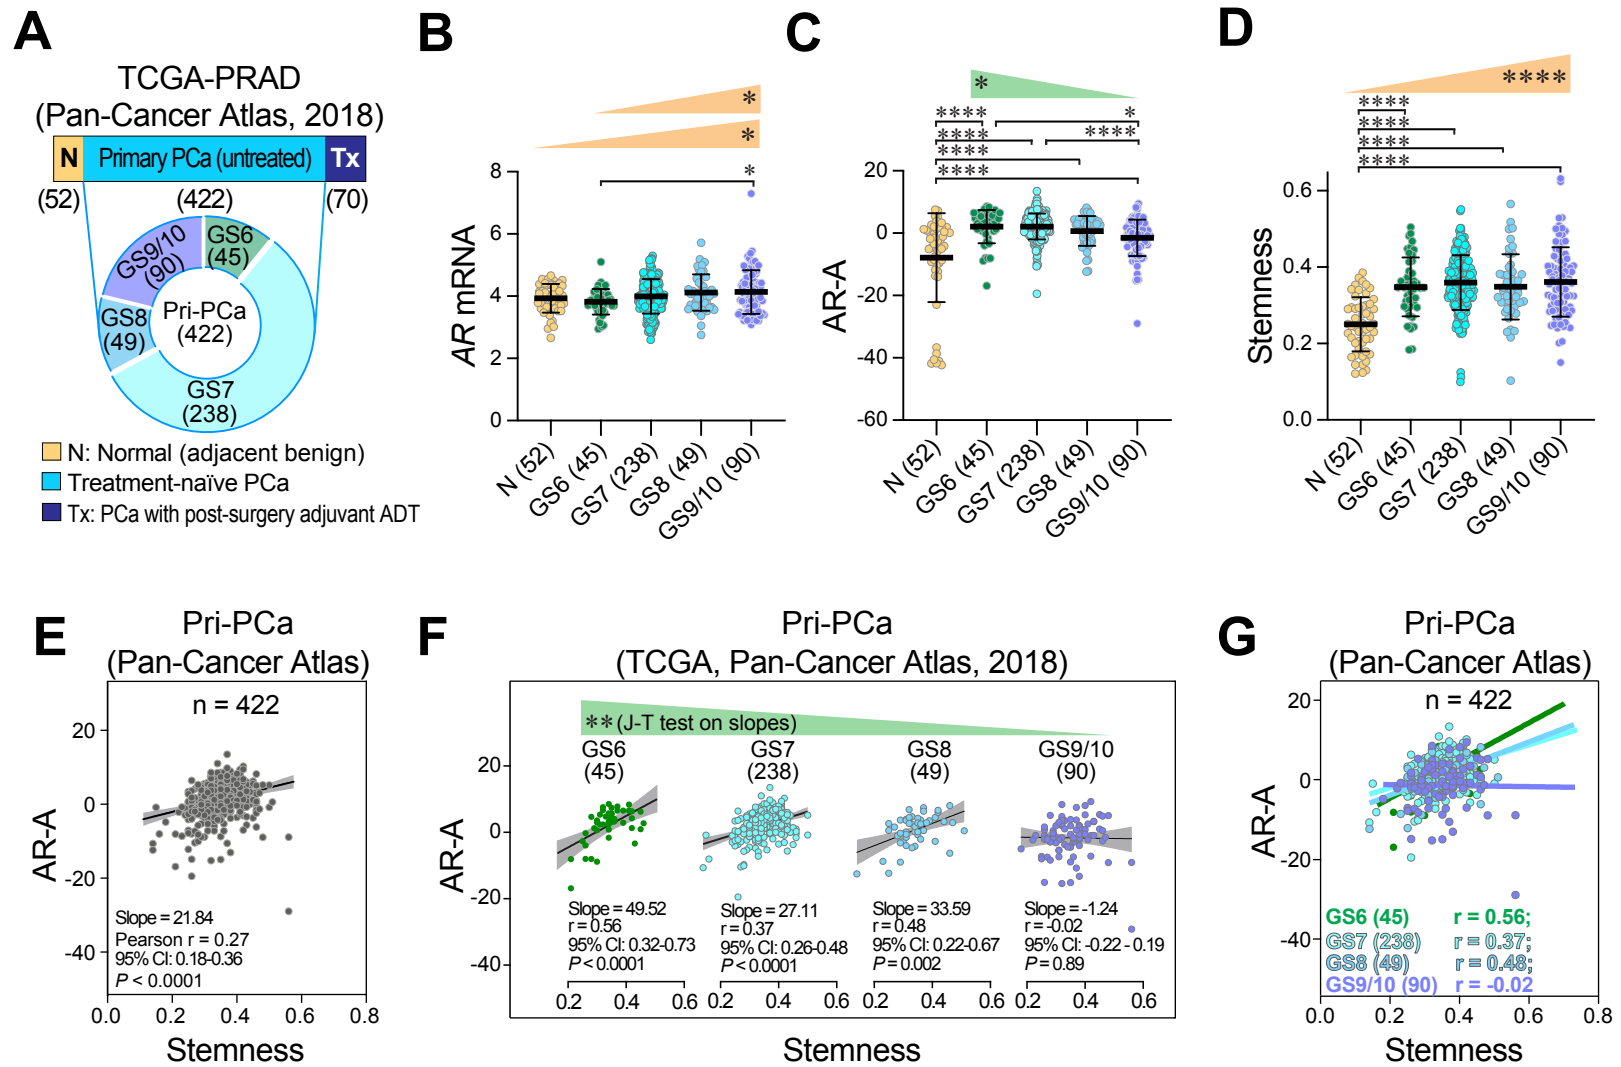 A
TCGA-PRAD
(Pan-Cancer Atlas, 2018)
N
Primary PCa (untreated)
Tx
(52)
(422)
(70)
GS9/10
(90)
GS6
(45)
Pri-PCa
(422)
GS8
(49)
GS7
(238)
N: Normal (adjacent benign)
Treatment-naïve PCa
Tx: PCa with post-surgery adjuvant ADT
B
*
*
*
AR mRNA
8
6
4
2
0
N (52)
GS6 (45)
GS7 (238)
GS8 (49)
GS9/10 (90)
C
*
**** *
**** ****
****
****
AR-A
20
0
-20
-40
-60
N (52)
GS6 (45)
GS7 (238)
GS8 (49)
GS9/10 (90)
D
****
****
****
****
****
Stemness
0.6
0.4
0.2
0.0
N (52)
GS6 (45)
GS7 (238)
GS8 (49)
GS9/10 (90)
E
Pri-PCa
(Pan-Cancer Atlas)
n = 422
AR-A
20
0
-20
-40
Slope = 21.84
Pearson r = 0.27
95% CI: 0.18-0.36
P < 0.0001
0.0 0.2 0.4 0.6 0.8
Stemness
F
Pri-PCa
(TCGA, Pan-Cancer Atlas, 2018)
** (J-T test on slopes)
AR-A
20
0
-20
-40
GS6
(45)
Slope = 49.52
r = 0.56
95% CI: 0.32-0.73
P < 0.0001
0.2 0.4 0.6
GS7
(238)
Slope = 27.11
r = 0.37
95% CI: 0.26-0.48
P < 0.0001
0.2 0.4 0.6
GS8
(49)
Slope = 33.59
r = 0.48
95% CI: 0.22-0.67
P = 0.002
0.2 0.4 0.6
GS9/10
(90)
Slope = -1.24
r = -0.02
95% CI: -0.22 - 0.19
P = 0.89
0.2 0.4 0.6
Stemness
G
Pri-PCa
(Pan-Cancer Atlas)
n = 422
AR-A
20
0
-20
-40
GS6 (45) r = 0.56;
GS7 (238) r = 0.37;
GS8 (49) r = 0.48;
GS9/10 (90) r = -0.02
0.0 0.2 0.4 0.6 0.8
Stemness